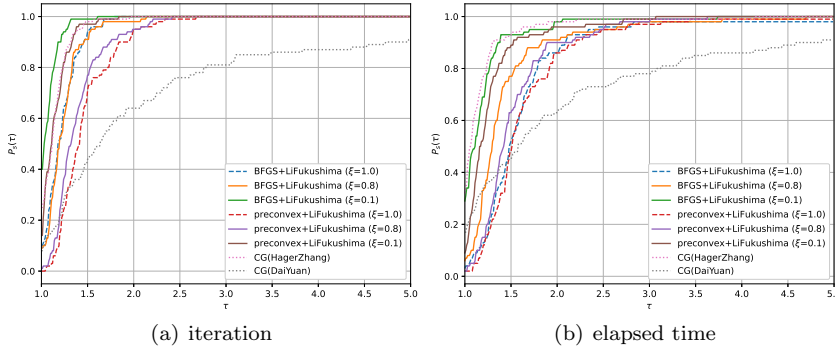 1.0
0.8
0.6
0.4
0.2
0.0
P_s(τ)
BFGS+LiFukushima (ξ=1.0)
BFGS+LiFukushima (ξ=0.8)
BFGS+LiFukushima (ξ=0.1)
preconvex+LiFukushima (ξ=1.0)
preconvex+LiFukushima (ξ=0.8)
preconvex+LiFukushima (ξ=0.1)
CG(HagerZhang)
CG(DaiYuan)
1.0 1.5 2.0 2.5 3.0 3.5 4.0 4.5 5.0
τ
(a) iteration
1.0
0.8
0.6
0.4
0.2
0.0
P_s(τ)
BFGS+LiFukushima (ξ=1.0)
BFGS+LiFukushima (ξ=0.8)
BFGS+LiFukushima (ξ=0.1)
preconvex+LiFukushima (ξ=1.0)
preconvex+LiFukushima (ξ=0.8)
preconvex+LiFukushima (ξ=0.1)
CG(HagerZhang)
CG(DaiYuan)
1.0 1.5 2.0 2.5 3.0 3.5 4.0 4.5 5.0
τ
(b) elapsed time